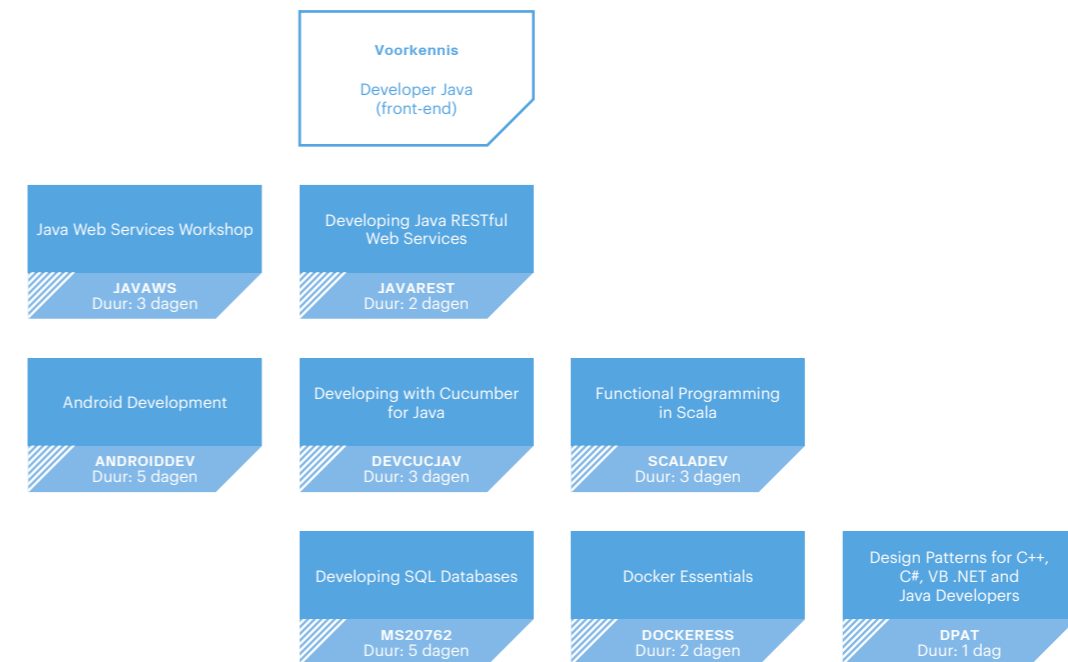 Voorkennis
Developer Java
(front-end)
Java Web Services Workshop
JAVAWS
Duur: 3 dagen
Developing Java RESTful
Web Services
JAVAREST
Duur: 2 dagen
Android Development
ANDROIDDEV
Duur: 5 dagen
Developing with Cucumber
for Java
DEVCUCJAV
Duur: 3 dagen
Functional Programming
in Scala
SCALADEV
Duur: 3 dagen
Developing SQL Databases
MS20762
Duur: 5 dagen
Docker Essentials
DOCKERESS
Duur: 2 dagen
Design Patterns for C++,
C#, VB .NET and
Java Developers
DPAT
Duur: 1 dag